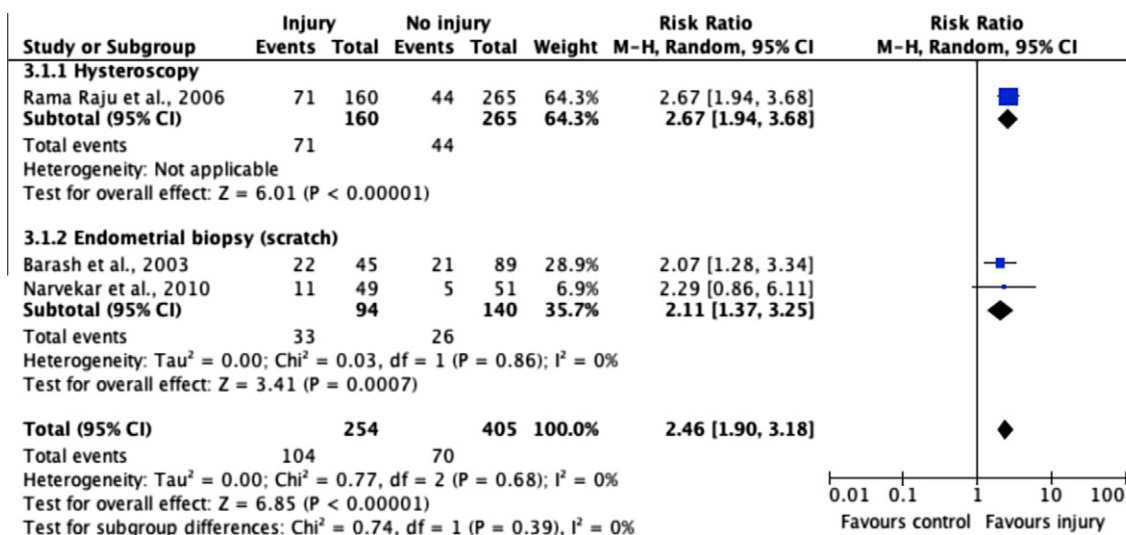 Injury No injury Risk Ratio Risk Ratio
Study or Subgroup Events Total Events Total Weight M-H, Random, 95% CI M-H, Random, 95% CI
3.1.1 Hysteroscopy
Rama Raju et al., 2006 71 160 44 265 64.3% 2.67 [1.94, 3.68]
Subtotal (95% CI) 160 265 64.3% 2.67 [1.94, 3.68]
Total events 71 44
Heterogeneity: Not applicable
Test for overall effect: Z = 6.01 (P < 0.00001)
3.1.2 Endometrial biopsy (scratch)
Barash et al., 2003 22 45 21 89 28.9% 2.07 [1.28, 3.34]
Narvekar et al., 2010 11 49 5 51 6.9% 2.29 [0.86, 6.11]
Subtotal (95% CI) 94 140 35.7% 2.11 [1.37, 3.25]
Total events 33 26
Heterogeneity: Tau² = 0.00; Chi² = 0.03, df = 1 (P = 0.86); I² = 0%
Test for overall effect: Z = 3.41 (P = 0.0007)
Total (95% CI) 254 405 100.0% 2.46 [1.90, 3.18]
Total events 104 70
Heterogeneity: Tau² = 0.00; Chi² = 0.77, df = 2 (P = 0.68); I² = 0%
Test for overall effect: Z = 6.85 (P < 0.00001)
Test for subgroup differences: Chi² = 0.74, df = 1 (P = 0.39), I² = 0%
0.01 0.1 1 10 100
Favours control Favours injury